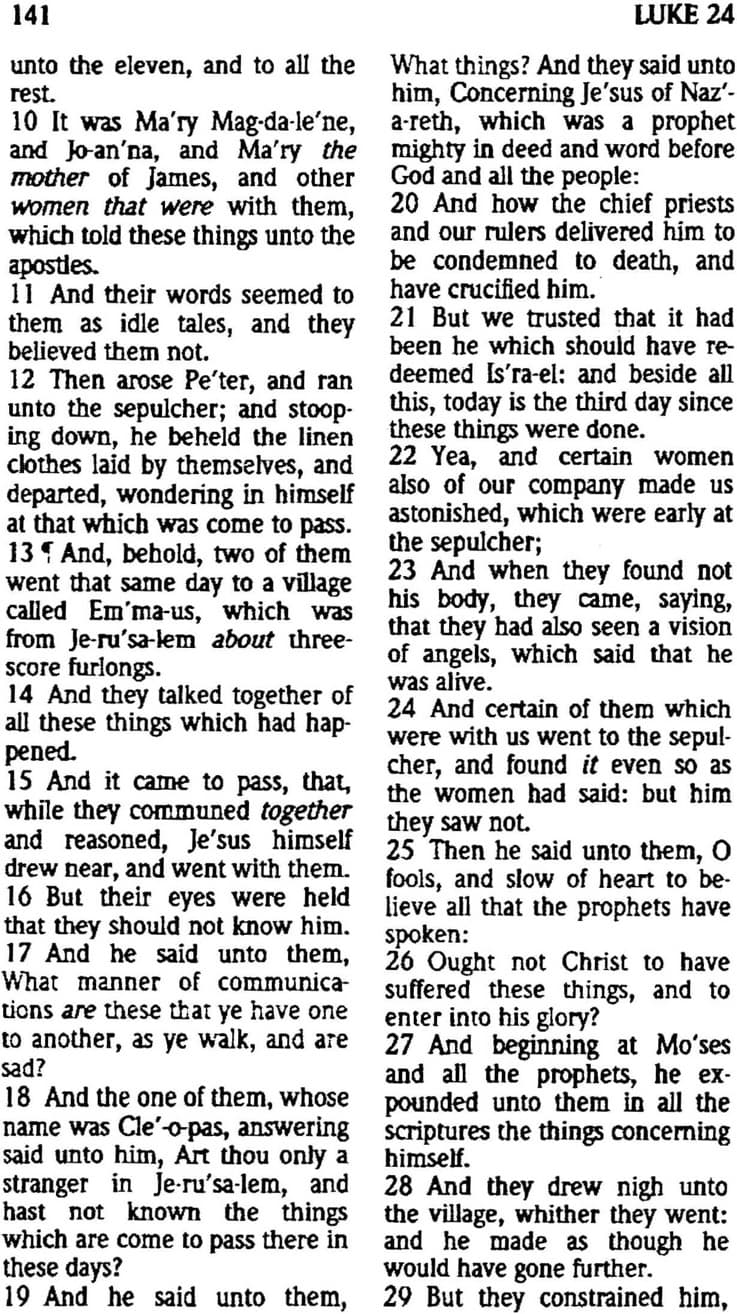 141
LUKE 24
unto the eleven, and to all the
rest.
10 It was Ma'ry Mag-da-le'ne,
and Jo-an'na, and Ma'ry the
mother of James, and other
women that were with them,
which told these things unto the
apostles.
11 And their words seemed to
them as idle tales, and they
believed them not.
12 Then arose Pe'ter, and ran
unto the sepulcher; and stoop-
ing down, he beheld the linen
clothes laid by themselves, and
departed, wondering in himself
at that which was come to pass.
13 ¶ And, behold, two of them
went that same day to a village
called Em'ma-us, which was
from Je-ru'sa-lem about three-
score furlongs.
14 And they talked together of
all these things which had hap-
pened.
15 And it came to pass, that,
while they communed together
and reasoned, Je'sus himself
drew near, and went with them.
16 But their eyes were held
that they should not know him.
17 And he said unto them,
What manner of communica-
tions are these that ye have one
to another, as ye walk, and are
sad?
18 And the one of them, whose
name was Cle'-o-pas, answering
said unto him, Art thou only a
stranger in Je-ru'sa-lem, and
hast not known the things
which are come to pass there in
these days?
19 And he said unto them,
What things? And they said unto
him, Concerning Je'sus of Naz'-
a-reth, which was a prophet
mighty in deed and word before
God and all the people:
20 And how the chief priests
and our rulers delivered him to
be condemned to death, and
have crucified him.
21 But we trusted that it had
been he which should have re-
deemed Is'ra-el: and beside all
this, today is the third day since
these things were done.
22 Yea, and certain women
also of our company made us
astonished, which were early at
the sepulcher;
23 And when they found not
his body, they came, saying,
that they had also seen a vision
of angels, which said that he
was alive.
24 And certain of them which
were with us went to the sepul-
cher, and found it even so as
the women had said: but him
they saw not.
25 Then he said unto them, O
fools, and slow of heart to be-
lieve all that the prophets have
spoken:
26 Ought not Christ to have
suffered these things, and to
enter into his glory?
27 And beginning at Mo'ses
and all the prophets, he ex-
pounded unto them in all the
scriptures the things concerning
himself.
28 And they drew nigh unto
the village, whither they went:
and he made as though he
would have gone further.
29 But they constrained him,